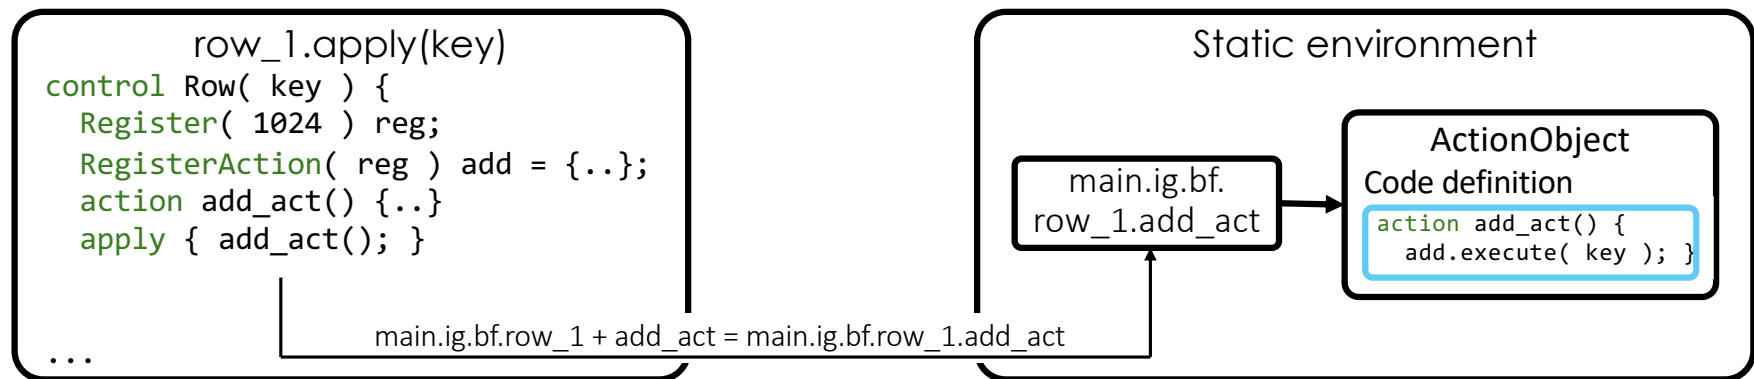 row_1.apply(key)
control Row( key ) {
Register( 1024 ) reg;
RegisterAction( reg ) add = {..};
action add_act() {..}
apply { add_act(); }
...
main.ig.bf.row_1 + add_act = main.ig.bf.row_1.add_act
Static environment
main.ig.bf.
row_1.add_act
ActionObject
Code definition
action add_act() {
add.execute( key ); }